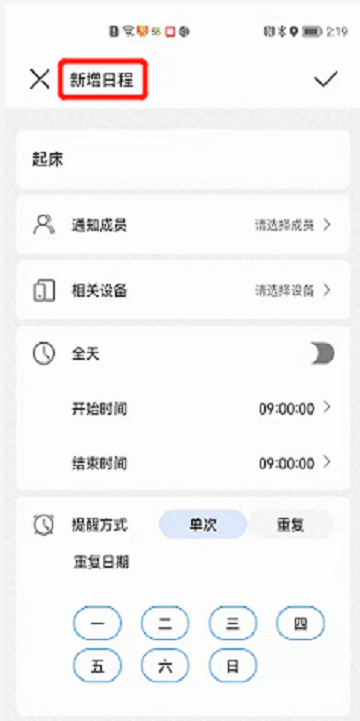 2:19
新增日程
起床
通知成员 请选择成员
相关设备 请选择设备
全天
开始时间 09:00:00
结束时间 09:00:00
提醒方式 单次 重复
重复日期
一 二 三 四
五 六 日